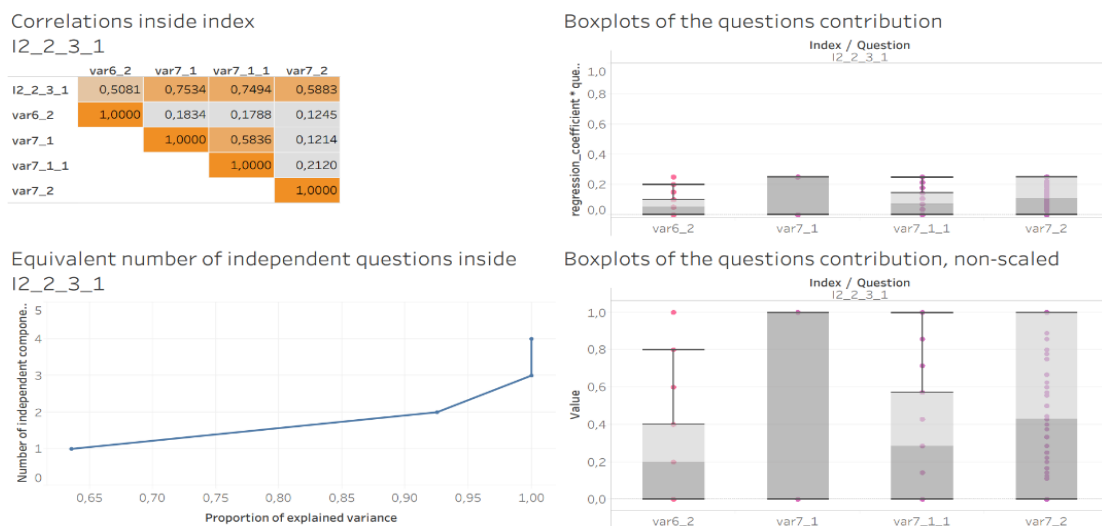 Correlations inside index
I2_2_3_1
var6_2 var7_1 var7_1_1 var7_2
I2_2_3_1 0,5081 0,7534 0,7494 0,5883
var6_2 1,0000 0,1834 0,1788 0,1245
var7_1 1,0000 0,5836 0,1214
var7_1_1 1,0000 0,2120
var7_2 1,0000
Boxplots of the questions contribution
Index / Question
I2_2_3_1
regression_coefficient * que..
1,0
0,8
0,6
0,4
0,2
0,0
var6_2 var7_1 var7_1_1 var7_2
Equivalent number of independent questions inside
I2_2_3_1
Number of independent compone..
5
4
3
2
1
0
0,65 0,70 0,75 0,80 0,85 0,90 0,95 1,00
Proportion of explained variance
Boxplots of the questions contribution, non-scaled
Index / Question
I2_2_3_1
Value
1,0
0,8
0,6
0,4
0,2
0,0
var6_2 var7_1 var7_1_1 var7_2